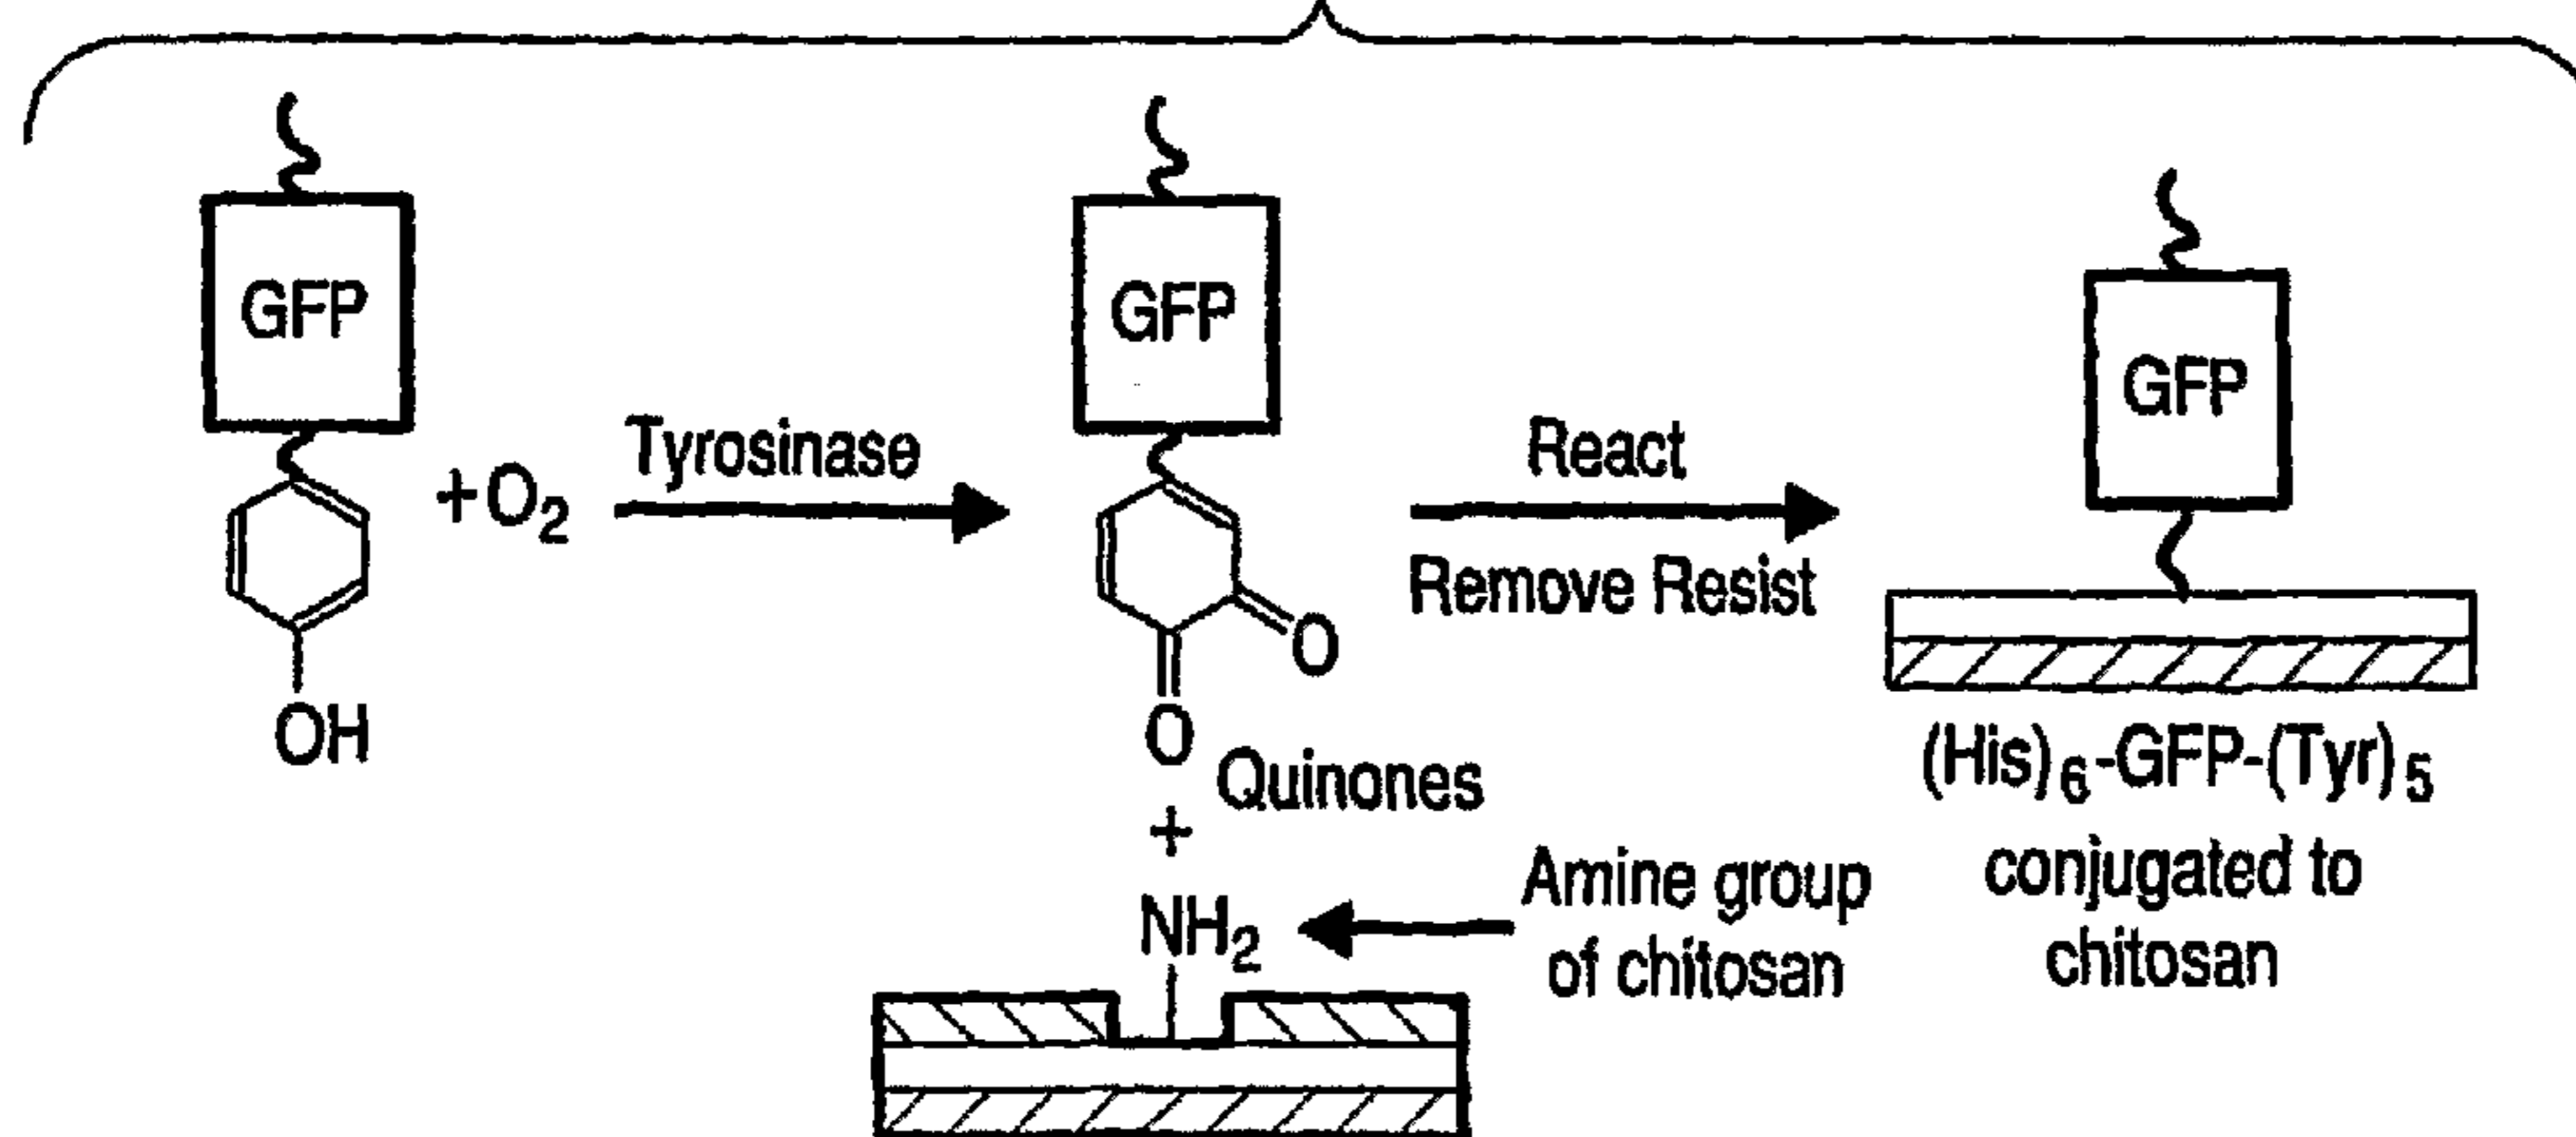 GFP
GFP
GFP
+O2
Tyrosinase
React
Remove Resist
OH
O
O
Quinones
+
NH2
Amine group
of chitosan
(His)6-GFP-(Tyr)5
conjugated to
chitosan